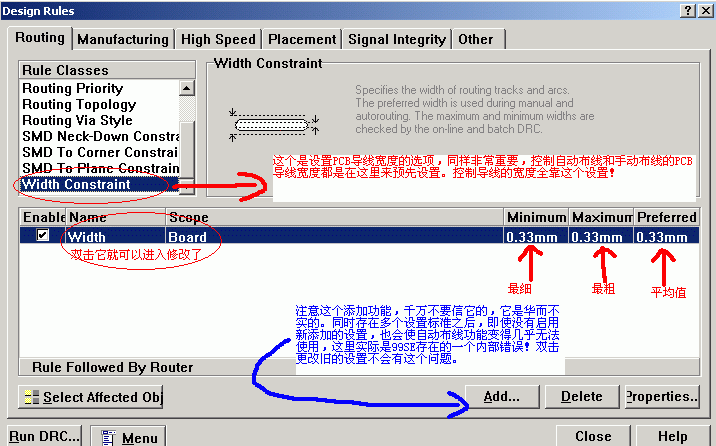 Design Rules
Routing
Manufacturing
High Speed
Placement
Signal Integrity
Other
Rule Classes
Routing Priority
Routing Topology
Routing Via Style
SMD Neck-Down Constra
SMD To Corner Constrain
SMD To Plane Constrain
Width Constraint
Width Constraint
Specifies the width of routing tracks and arcs.
The preferred width is used during manual and
autorouting. The maximum and minimum widths are
checked by the on-line and batch DRC.
这个是设置PCB导线宽度的选项，同样非常重要，控制自动布线和手动布线的PCB
导线宽度都是在这里来预先设置。控制导线的宽度全靠这个设置！
Enable Name Scope Minimum Maximum Preferred
Width Board 0.33mm 0.33mm 0.33mm
双击它就可以进入修改了
最细
最粗
平均值
注意这个添加功能，千万不要信它的，它是华而不
实的。同时存在多个设置标准之后，即使没有启用
新添加的设置，也会使自动布线功能变得几乎无法
使用，这里实际是99SE存在的一个内部错误！双击
更改旧的设置不会有这个问题。
Rule Followed By Router
Select Affected Obj
Add...
Delete
Properties...
Run DRC...
Menu
Close
Help